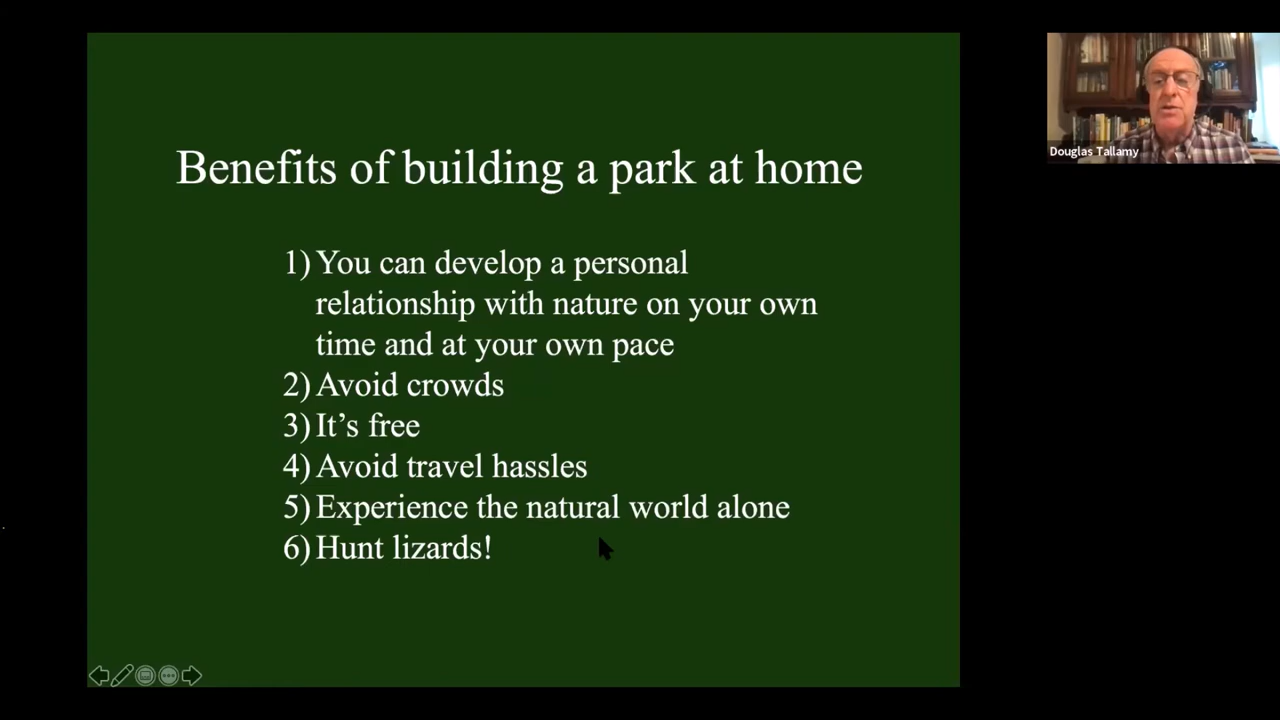 Benefits of building a park at home
1) You can develop a personal
relationship with nature on your own
time and at your own pace
2) Avoid crowds
3) It’s free
4) Avoid travel hassles
5) Experience the natural world alone
6) Hunt lizards!
Douglas Tallamy